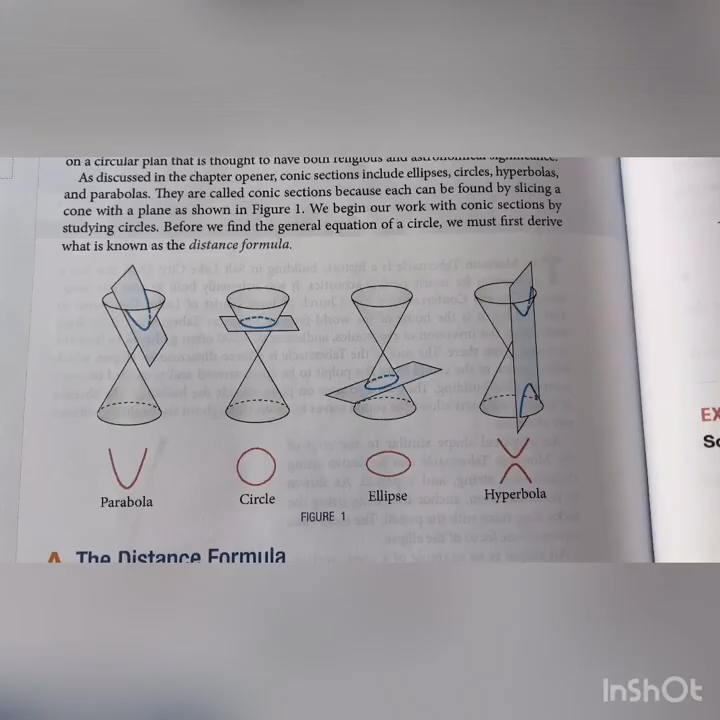 on a circular plan that is thought to have both religious and astronomical significance.
As discussed in the chapter opener, conic sections include ellipses, circles, hyperbolas,
and parabolas. They are called conic sections because each can be found by slicing a
cone with a plane as shown in Figure 1. We begin our work with conic sections by
studying circles. Before we find the general equation of a circle, we must first derive
what is known as the distance formula.
Parabola
Circle
Ellipse
Hyperbola
FIGURE 1
A The Distance Formula
EX
So
InShOt